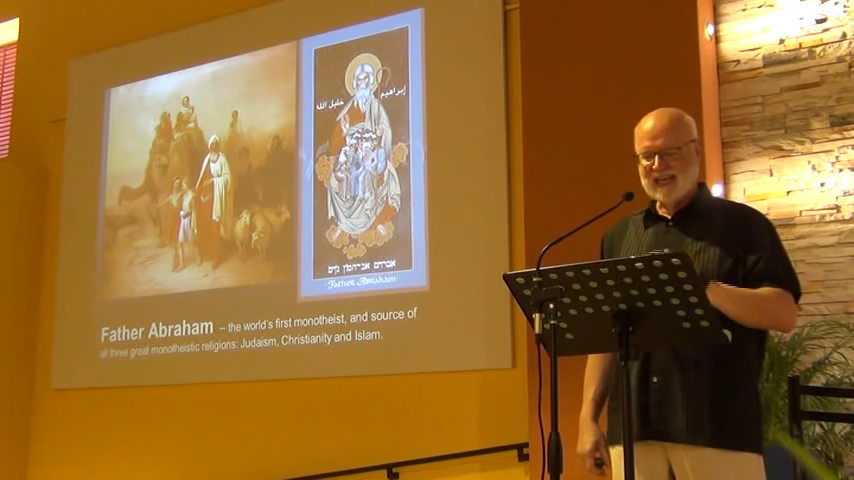 خليل الله
إبراهيم
Father Abraham
Father Abraham – the world's first monotheist, and source of
all three great monotheistic religions: Judaism, Christianity and Islam.